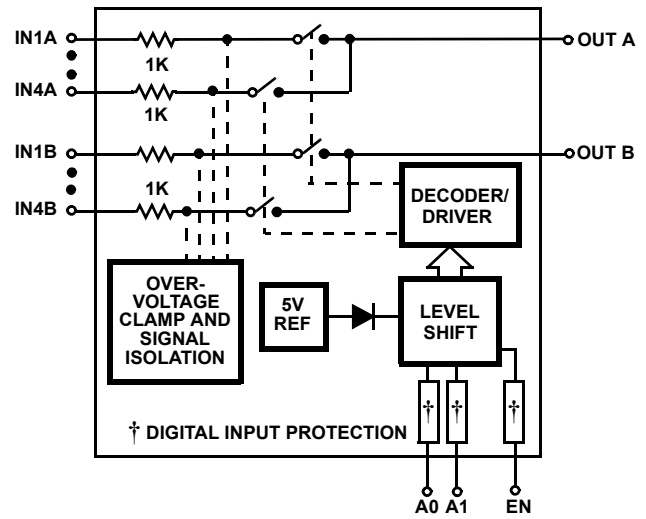 IN1A
OUT A
1K
IN4A
1K
IN1B
OUT B
1K
IN4B
DECODER/
DRIVER
OVER-
VOLTAGE
CLAMP AND
SIGNAL
ISOLATION
5V
REF
LEVEL
SHIFT
†
†
†
† DIGITAL INPUT PROTECTION
A0 A1 EN